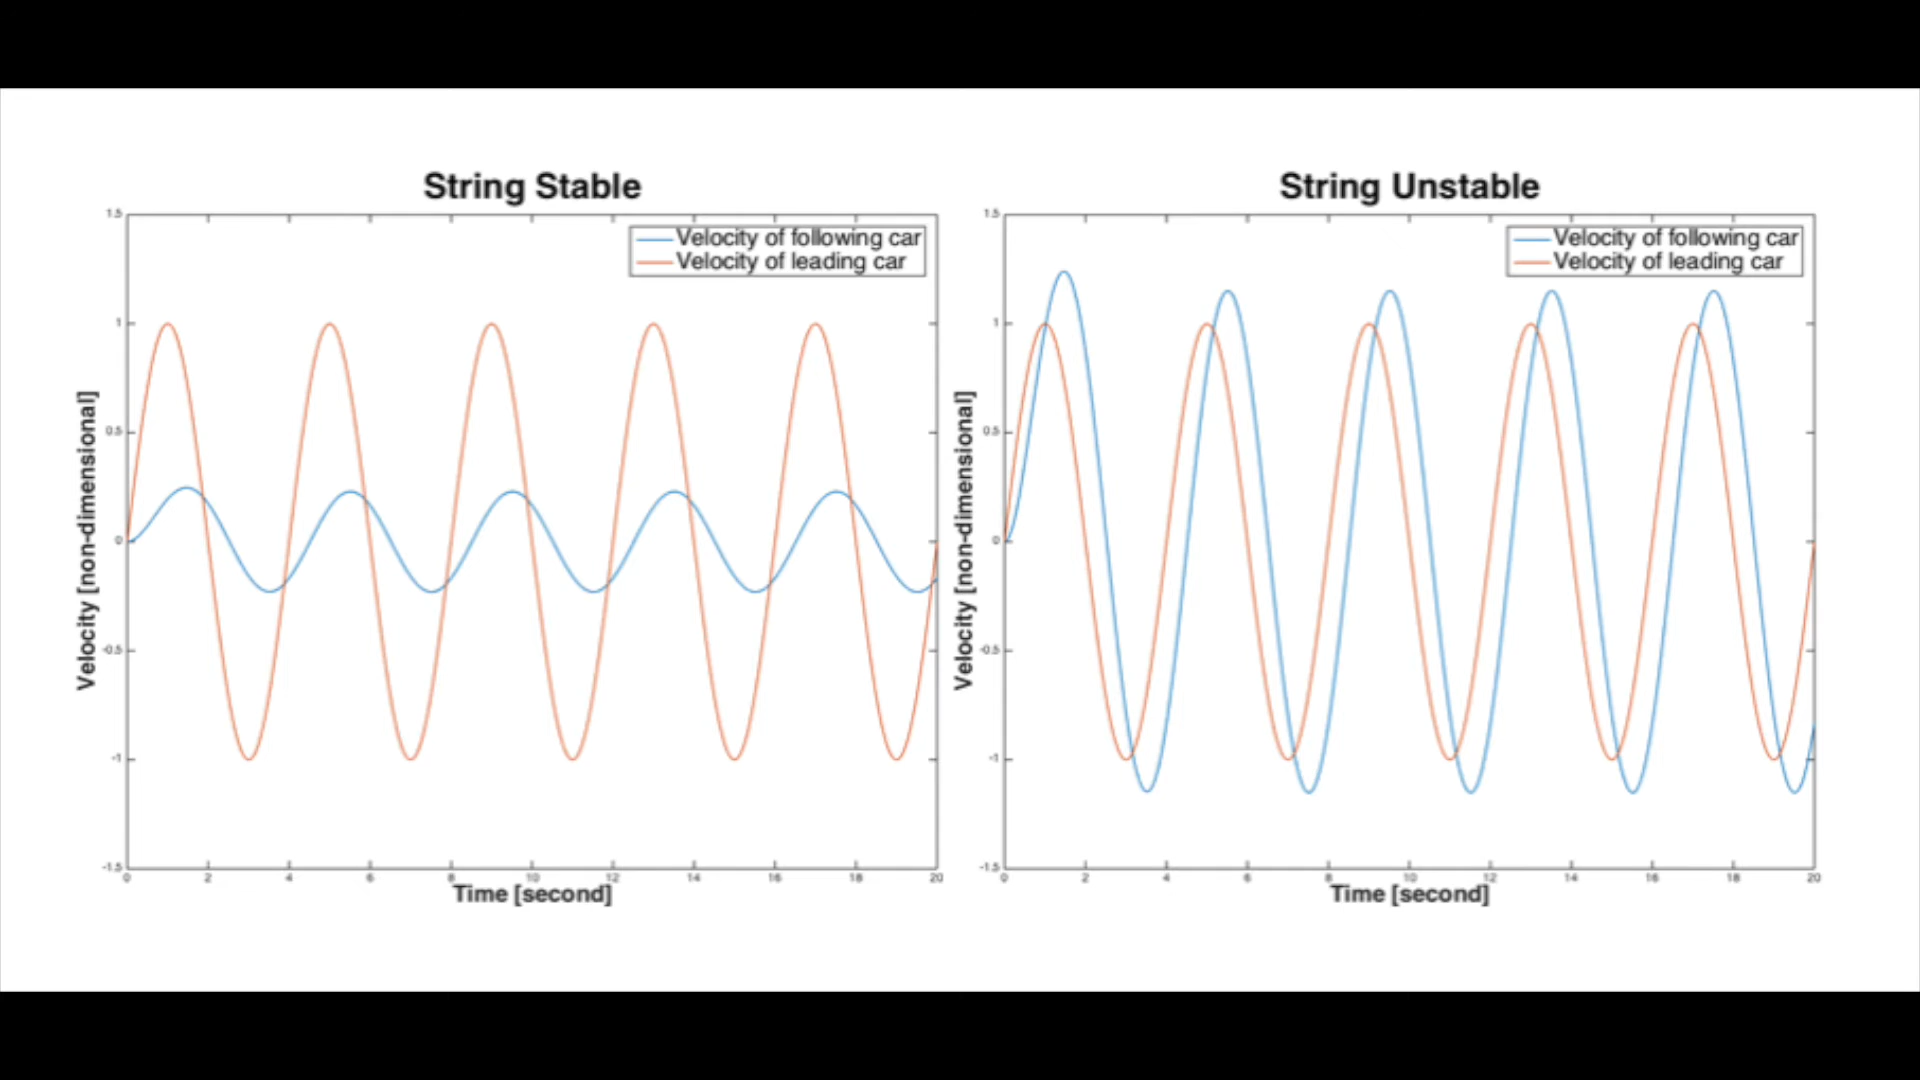 String Stable
1.5
1
0.5
0
-0.5
-1
-1.5
Velocity [non-dimensional]
Velocity of following car
Velocity of leading car
0 2 4 6 8 10 12 14 16 18 20
Time [second]
String Unstable
1.5
1
0.5
0
-0.5
-1
-1.5
Velocity [non-dimensional]
Velocity of following car
Velocity of leading car
0 2 4 6 8 10 12 14 16 18 20
Time [second]